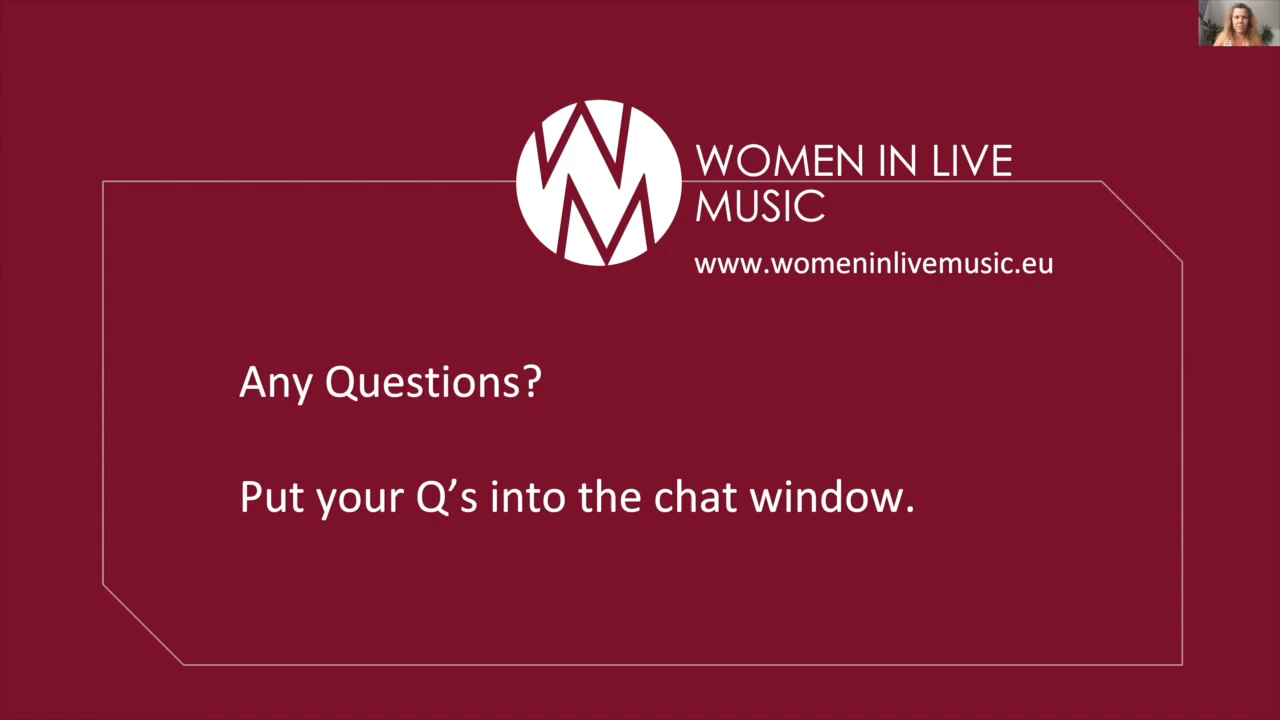 WOMEN IN LIVE
MUSIC
www.womeninlivemusic.eu
Any Questions?
Put your Q’s into the chat window.